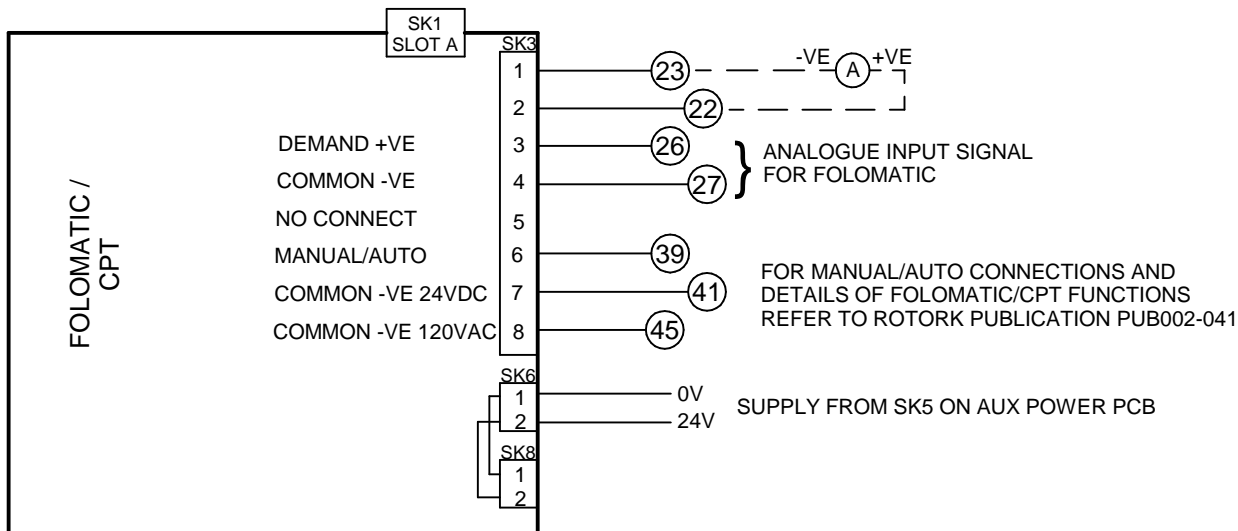 SK1
SLOT A
SK3
1 23 -VE A +VE
2 22
DEMAND +VE 3 26
COMMON -VE 4 27
ANALOGUE INPUT SIGNAL
FOR FOLOMATIC
NO CONNECT 5
MANUAL/AUTO 6 39
COMMON -VE 24VDC 7 41
COMMON -VE 120VAC 8 45
FOR MANUAL/AUTO CONNECTIONS AND
DETAILS OF FOLOMATIC/CPT FUNCTIONS
REFER TO ROTORK PUBLICATION PUB002-041
FOLOMATIC /
CPT
SK6
1 0V
2 24V
SUPPLY FROM SK5 ON AUX POWER PCB
SK8
1
2